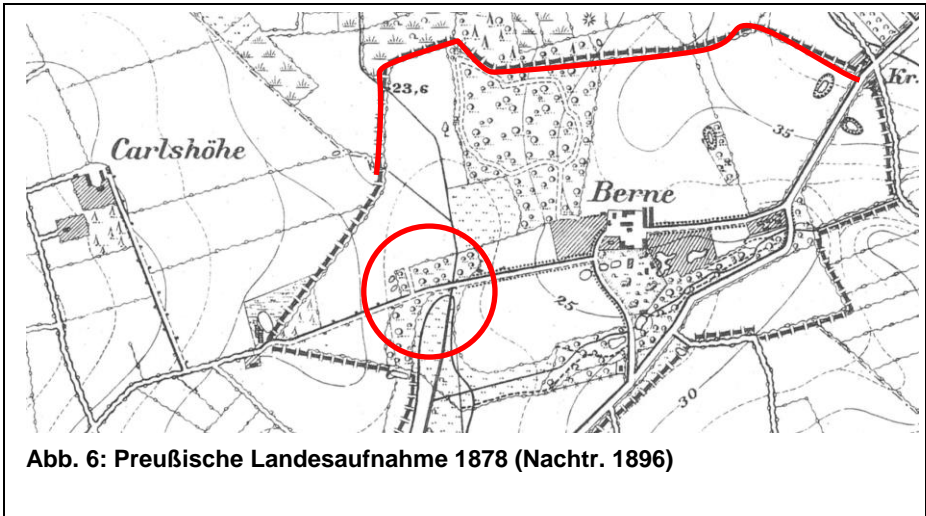 23,6
Kr.
Carlshöhe
35
Berne
25
30
Abb. 6: Preußische Landesaufnahme 1878 (Nachtr. 1896)